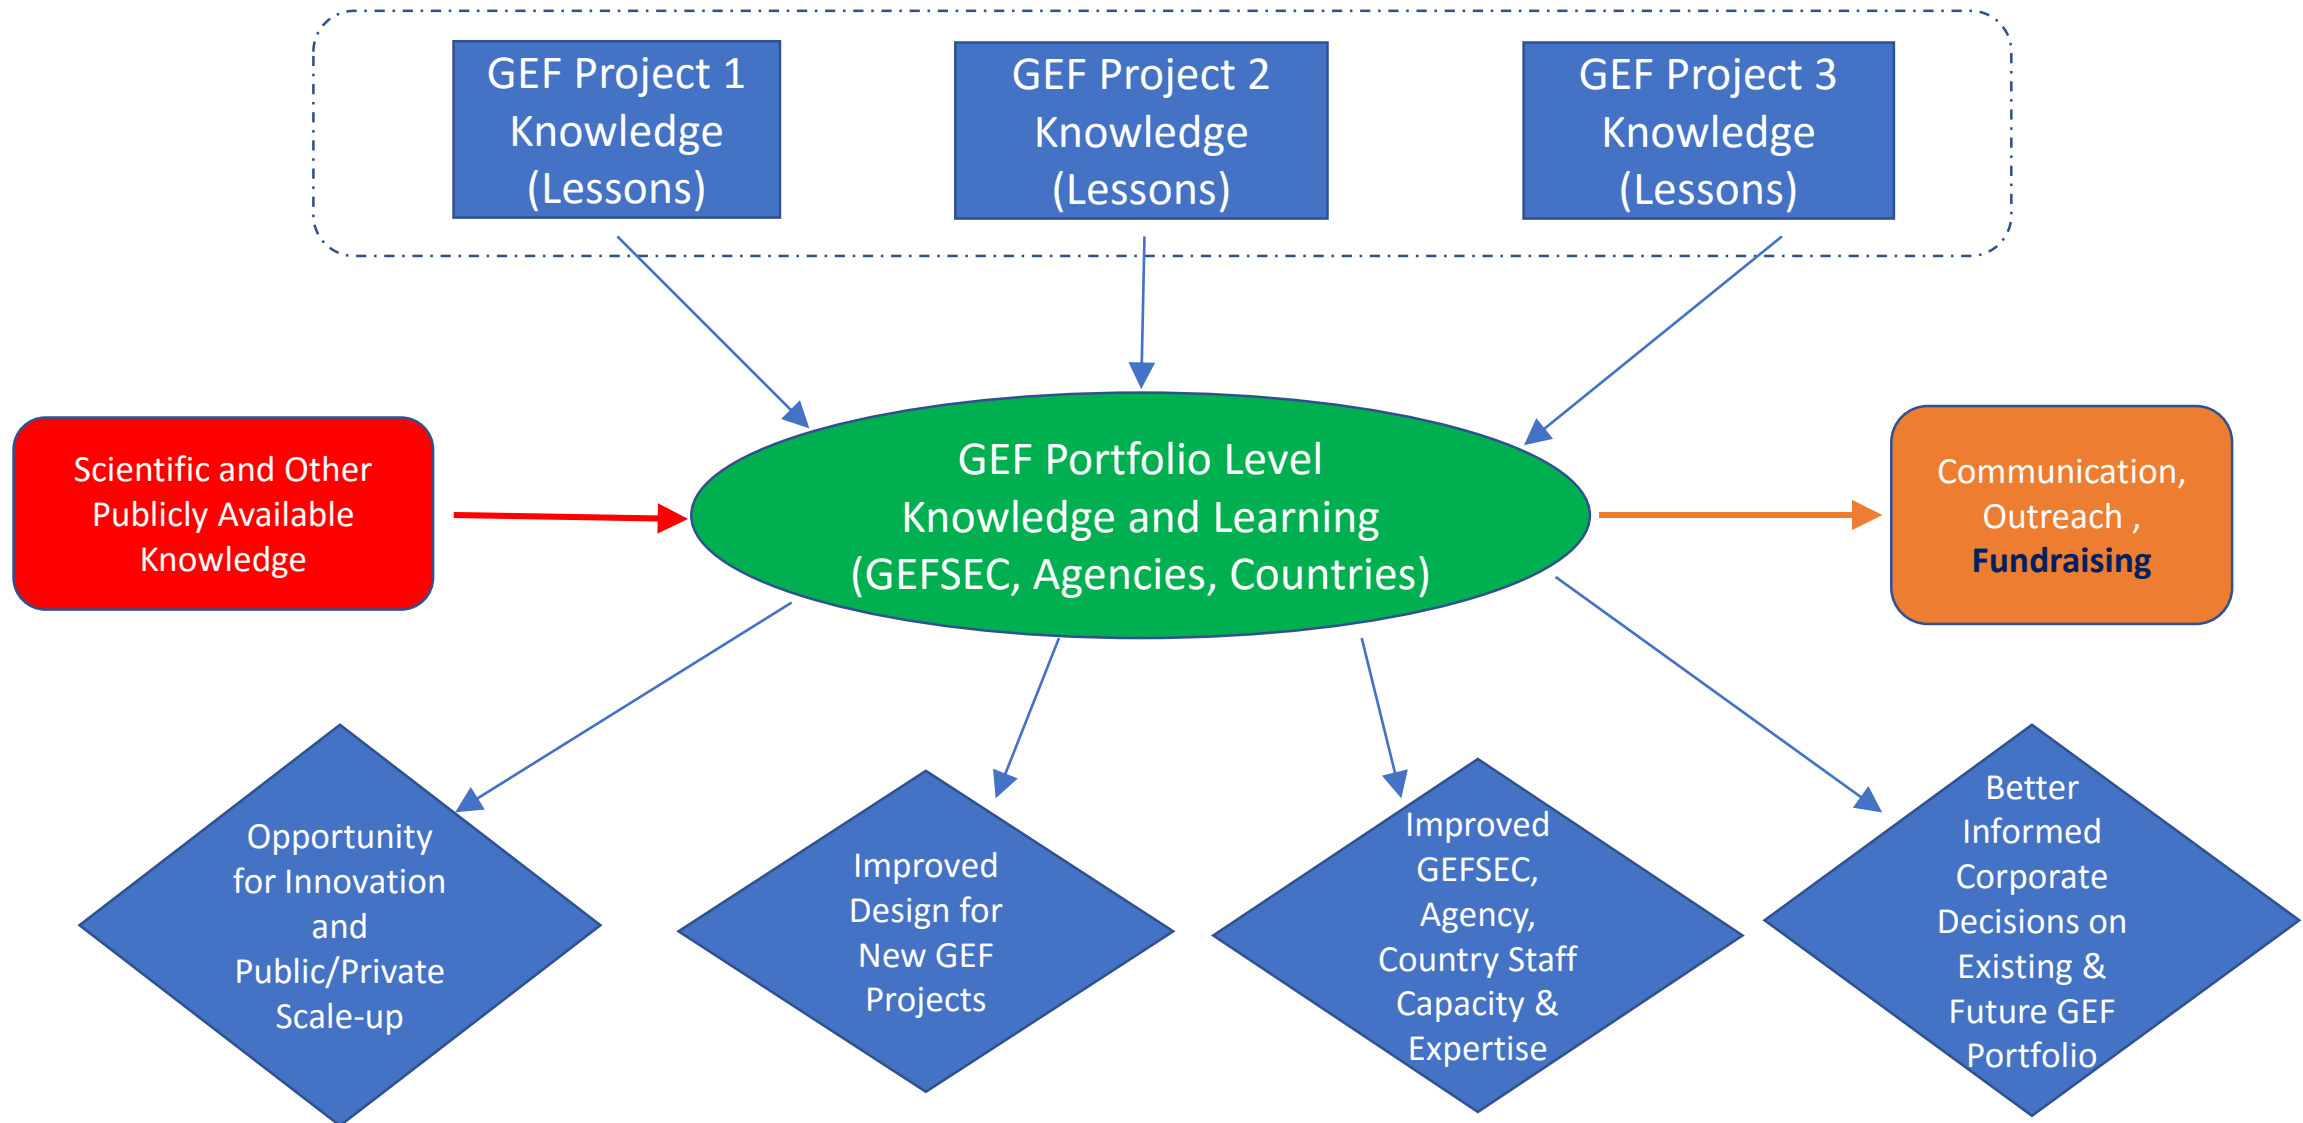 GEF Project 1
Knowledge
(Lessons)
GEF Project 2
Knowledge
(Lessons)
GEF Project 3
Knowledge
(Lessons)
Scientific and Other
Publicly Available
Knowledge
GEF Portfolio Level
Knowledge and Learning
(GEFSEC, Agencies, Countries)
Communication,
Outreach ,
Fundraising
Opportunity
for Innovation
and
Public/Private
Scale-up
Improved
Design for
New GEF
Projects
Improved
GEFSEC,
Agency,
Country Staff
Capacity &
Expertise
Better
Informed
Corporate
Decisions on
Existing &
Future GEF
Portfolio